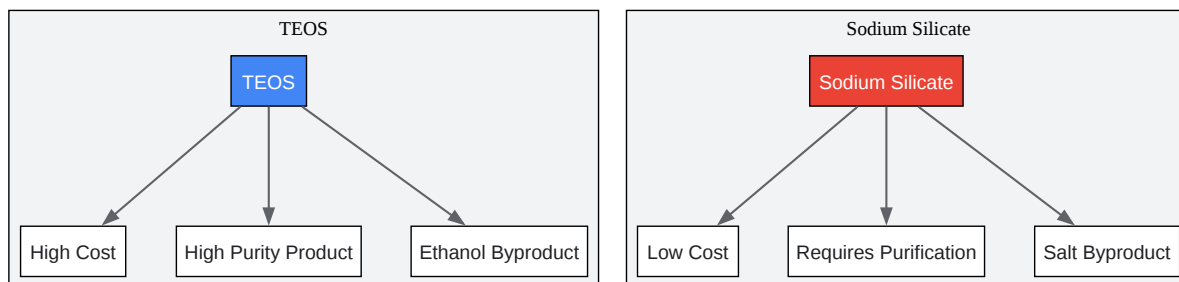 TEOS
TEOS
High Cost
High Purity Product
Ethanol Byproduct
Sodium Silicate
Sodium Silicate
Low Cost
Requires Purification
Salt Byproduct